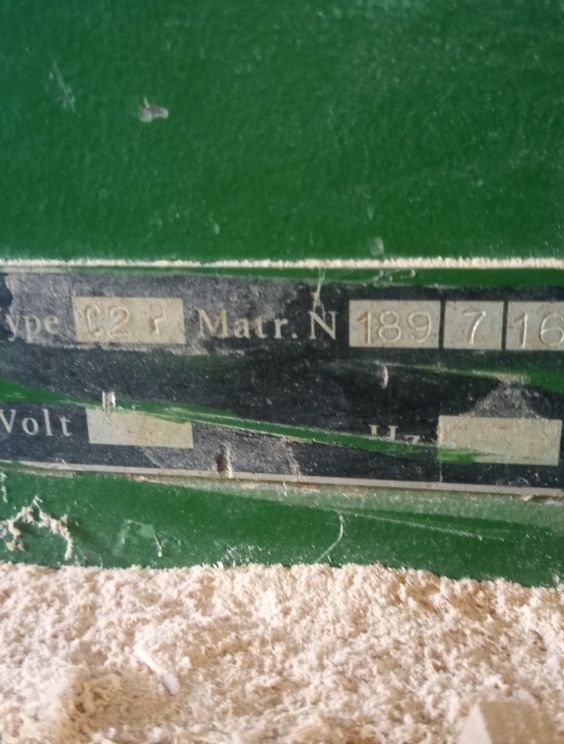 ype C2 P Matr. N 189 7 16
Volt Hz